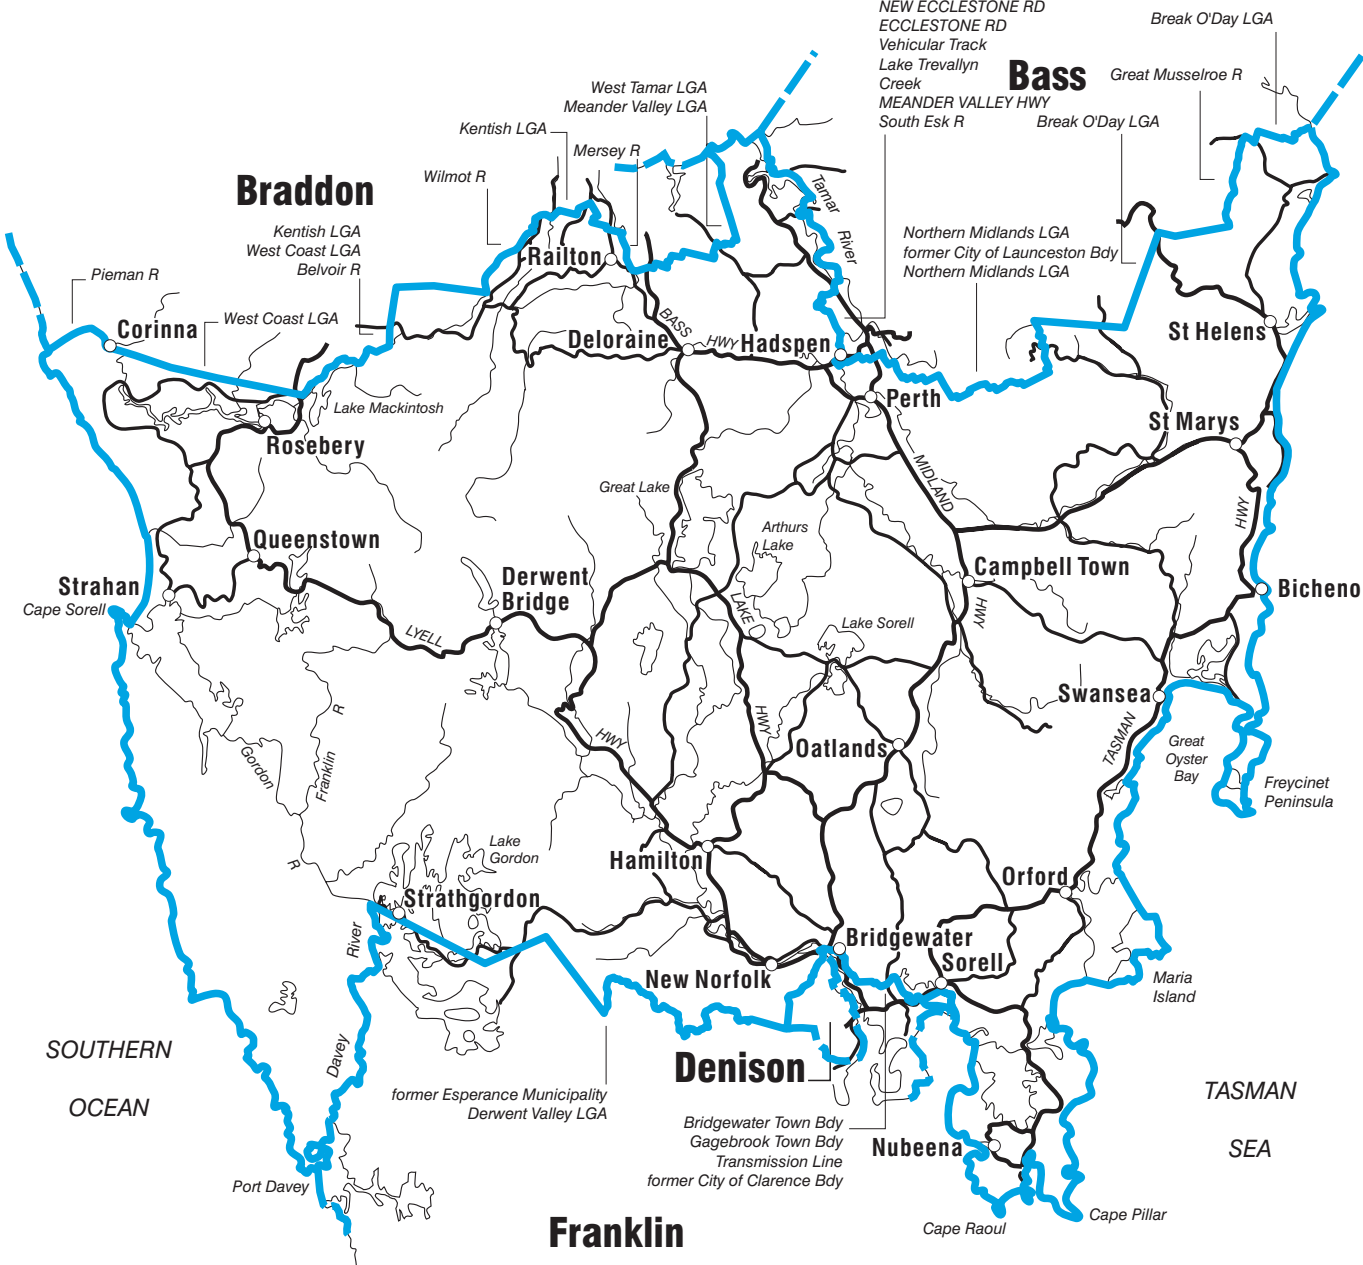 NEW ECCLESTONE RD
ECCLESTONE RD
Vehicular Track
Lake Trevallyn
Creek
MEANDER VALLEY HWY
South Esk R
Break O'Day LGA
Bass
Great Musselroe R
Break O'Day LGA
West Tamar LGA
Meander Valley LGA
Kentish LGA
Mersey R
Wilmot R
Braddon
Kentish LGA
West Coast LGA
Belvoir R
Tamar
River
Northern Midlands LGA
former City of Launceston Bdy
Northern Midlands LGA
Pieman R
Railton
Corinna
West Coast LGA
BASS
HWY
Deloraine
Hadspen
St Helens
Lake Mackintosh
Perth
Rosebery
St Marys
MIDLAND
Great Lake
Arthurs
Lake
HWY
Queenstown
Strahan
Cape Sorell
Derwent
Bridge
Campbell Town
Bicheno
LAKE
HWY
Lake Sorell
LYELL
Swansea
R
HWY
HWY
TASMAN
Oatlands
Great
Oyster
Bay
Gordon
Franklin
Freycinet
Peninsula
R
Lake
Gordon
Hamilton
Orford
Strathgordon
River
Bridgewater
Sorell
New Norfolk
Maria
Island
SOUTHERN
OCEAN
Davey
Denison
TASMAN
SEA
former Esperance Municipality
Derwent Valley LGA
Bridgewater Town Bdy
Gagebrook Town Bdy
Transmission Line
former City of Clarence Bdy
Nubeena
Port Davey
Franklin
Cape Raoul
Cape Pillar